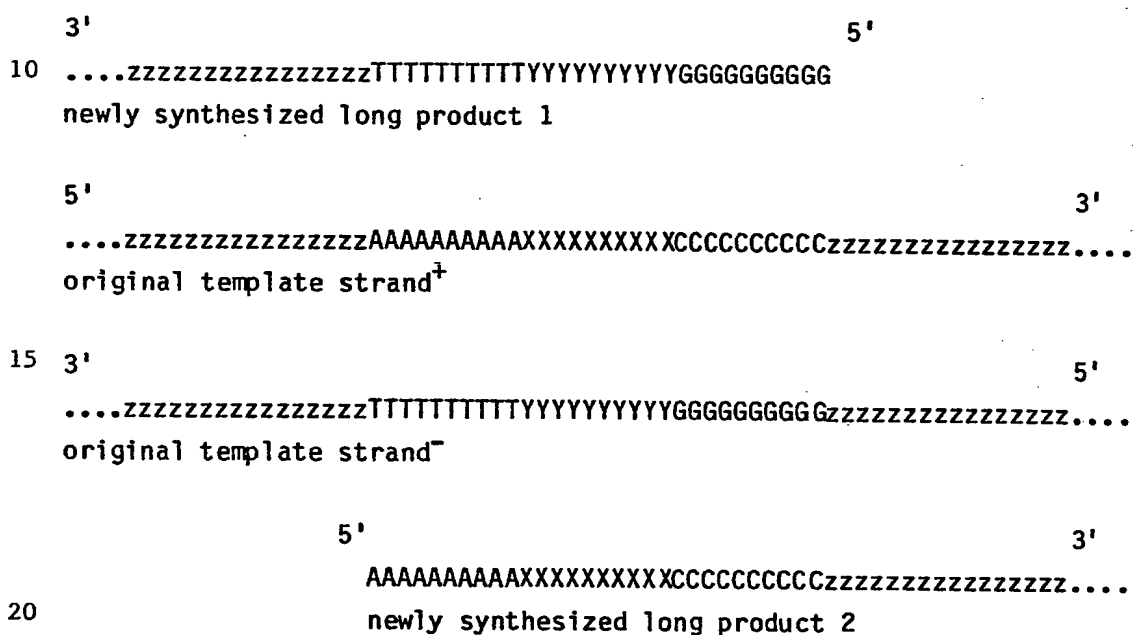 3' 5'
10 ....zzzzzzzzzzzzzzzzTTTTTTTTTTYYYYYYYYYYGGGGGGGGGG
newly synthesized long product 1
5' 3'
....zzzzzzzzzzzzzzzzAAAAAAAAAAXXXXXXXXXXCCCCCCCCCCzzzzzzzzzzzzzzzz....
original template strand⁺
15 3' 5'
....zzzzzzzzzzzzzzzzTTTTTTTTTTYYYYYYYYYYGGGGGGGGGGzzzzzzzzzzzzzzzz....
original template strand⁻
5' 3'
AAAAAAAAAAXXXXXXXXXXCCCCCCCCCCzzzzzzzzzzzzzzzz....
20 newly synthesized long product 2